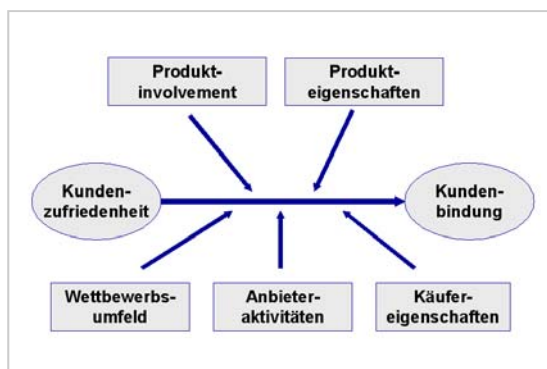 Produkt-
involvement
Produkt-
eigenschaften
Kunden-
zufriedenheit
Kunden-
bindung
Wettbewerbs-
umfeld
Anbieter-
aktivitäten
Käufer-
eigenschaften